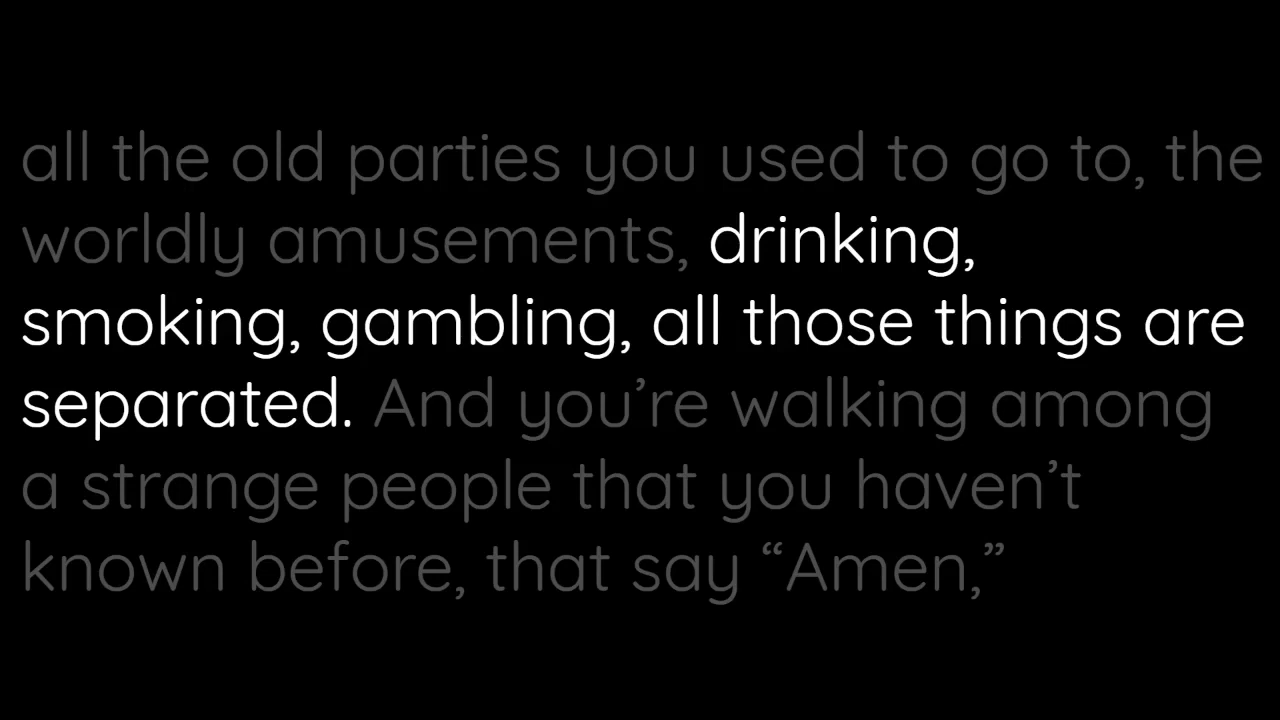 all the old parties you used to go to, the
worldly amusements, drinking,
smoking, gambling, all those things are
separated. And you’re walking among
a strange people that you haven’t
known before, that say “Amen,”